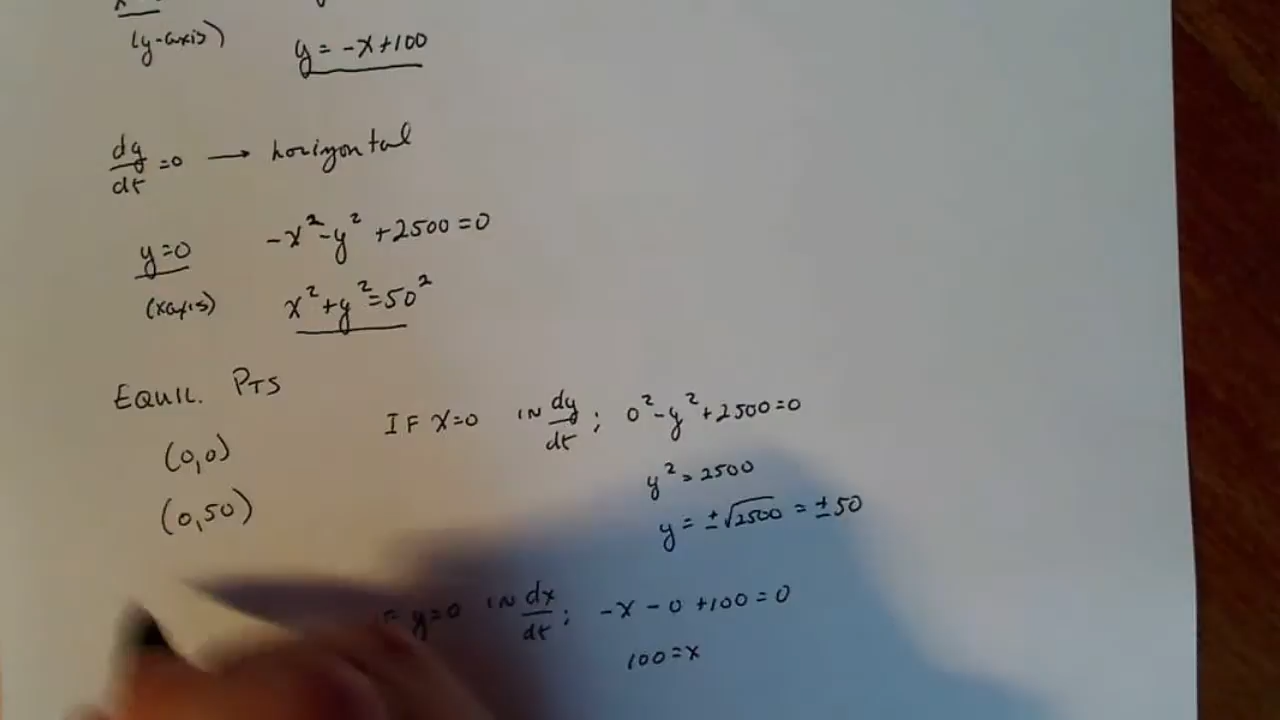 (y-axis) y = -x+100
dy/dt =0 → horizontal
y=0 -x²-y² +2500=0
(xaxis) x²+y²=50²
EQUIL. PTS
IF x=0 IN dy/dt ; 0²-y²+2500=0
(0,0)
y²=2500
(0,50)
y = ±√2500 = ±50
y=0 IN dx/dt ; -x - 0 +100=0
100=x